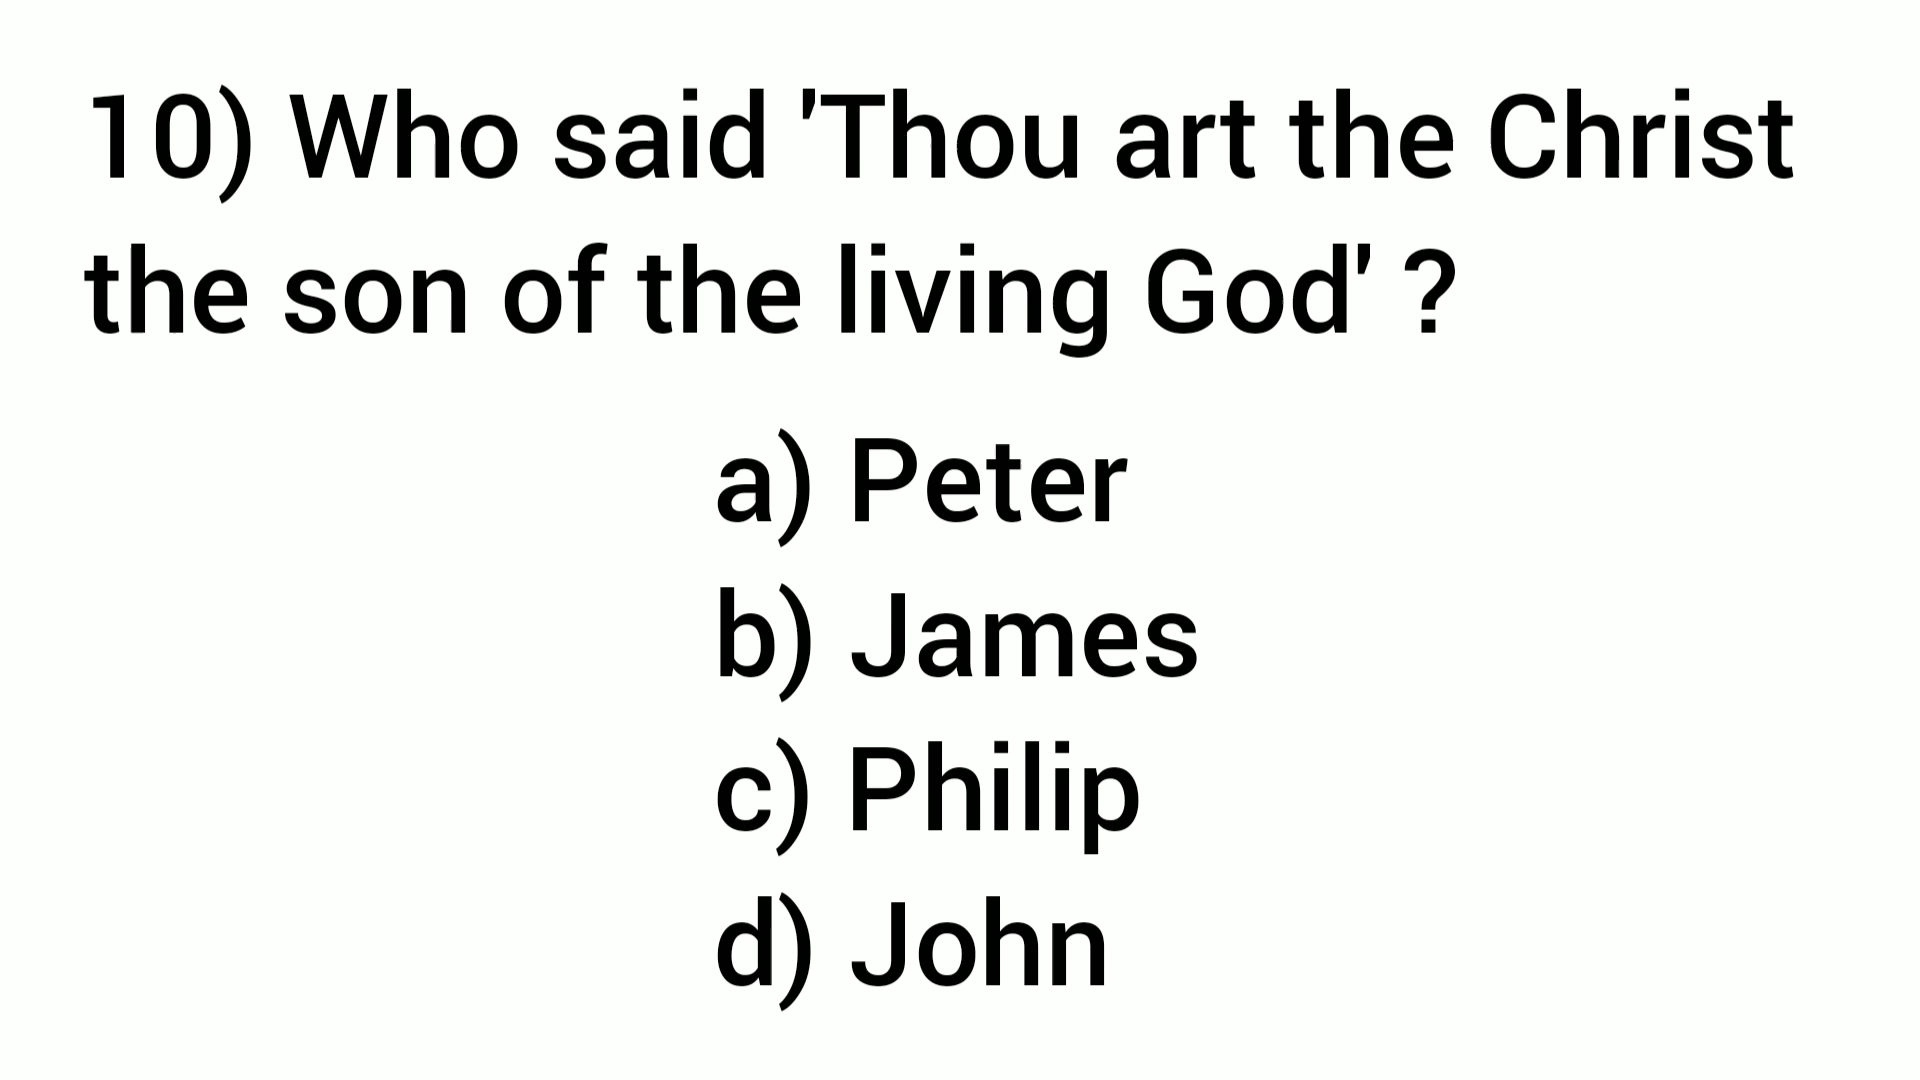 10) Who said 'Thou art the Christ
the son of the living God' ?
a) Peter
b) James
c) Philip
d) John